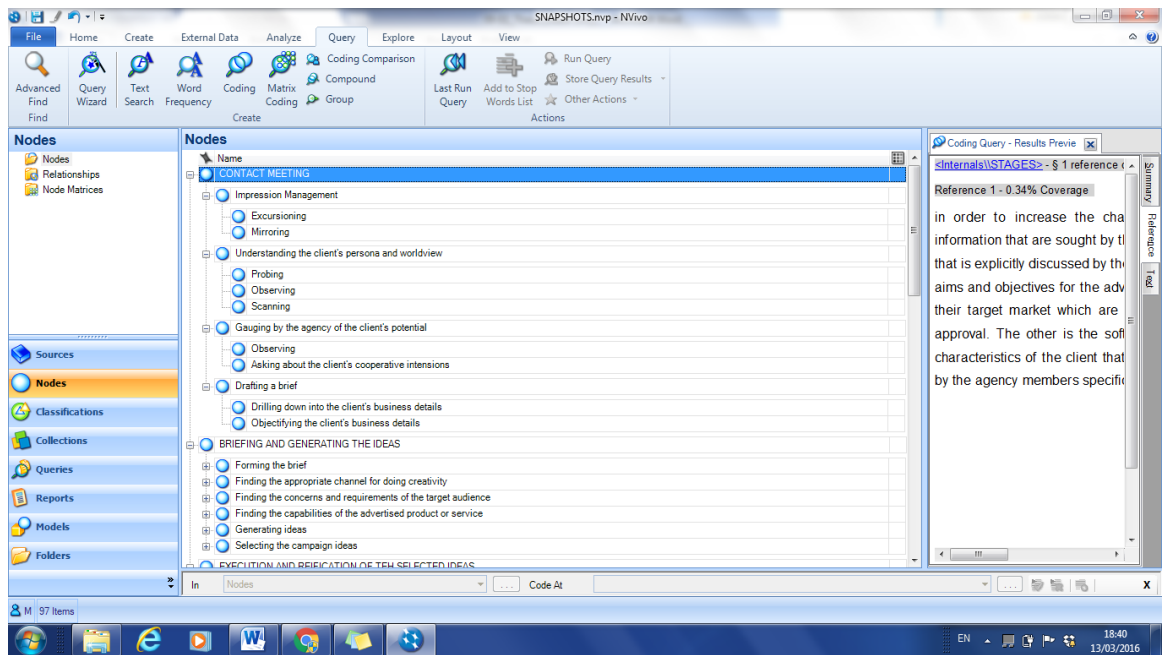 SNAPSHOTS.nvp - NVivo
File Home Create External Data Analyze Query Explore Layout View
Advanced Find
Query Wizard
Text Search
Word Frequency
Coding
Matrix Coding
Coding Comparison
Compound
Group
Last Run Query
Add to Stop Words List
Run Query
Store Query Results
Other Actions
Find Create Actions
Nodes
Nodes
Relationships
Node Matrices
Sources
Nodes
Classifications
Collections
Queries
Reports
Models
Folders
Nodes
Name
CONTACT MEETING
Impression Management
Excursioning
Mirroring
Understanding the client's persona and worldview
Probing
Observing
Scanning
Gauging by the agency of the client's potential
Observing
Asking about the client's cooperative intensions
Drafting a brief
Drilling down into the client's business details
Objectifying the client's business details
BRIEFING AND GENERATING THE IDEAS
Forming the brief
Finding the appropriate channel for doing creativity
Finding the concerns and requirements of the target audience
Finding the capabilities of the advertised product or service
Generating ideas
Selecting the campaign ideas
EXECUTION AND REIFICATION OF TEH SELECTED IDEAS
Coding Query - Results Previe
<Internals\\STAGES> - § 1 reference
Reference 1 - 0.34% Coverage
in order to increase the cha
information that are sought by
that is explicitly discussed by the
aims and objectives for the adv
their target market which are
approval. The other is the soft
characteristics of the client that
by the agency members specific
Summary
Reference
Text
In Nodes ... Code At ... X
M 97 Items
EN 18:40
13/03/2016